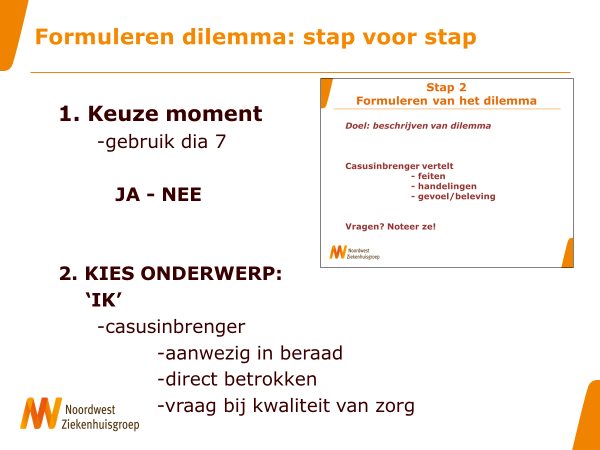 Formuleren dilemma: stap voor stap
1. Keuze moment
-gebruik dia 7
JA - NEE
2. KIES ONDERWERP:
‘IK’
-casusinbrenger
-aanwezig in beraad
-direct betrokken
-vraag bij kwaliteit van zorg
Stap 2
Formuleren van het dilemma
Doel: beschrijven van dilemma
Casusinbrenger vertelt
- feiten
- handelingen
- gevoel/beleving
Vragen? Noteer ze!
Noordwest
Ziekenhuisgroep
Noordwest
Ziekenhuisgroep